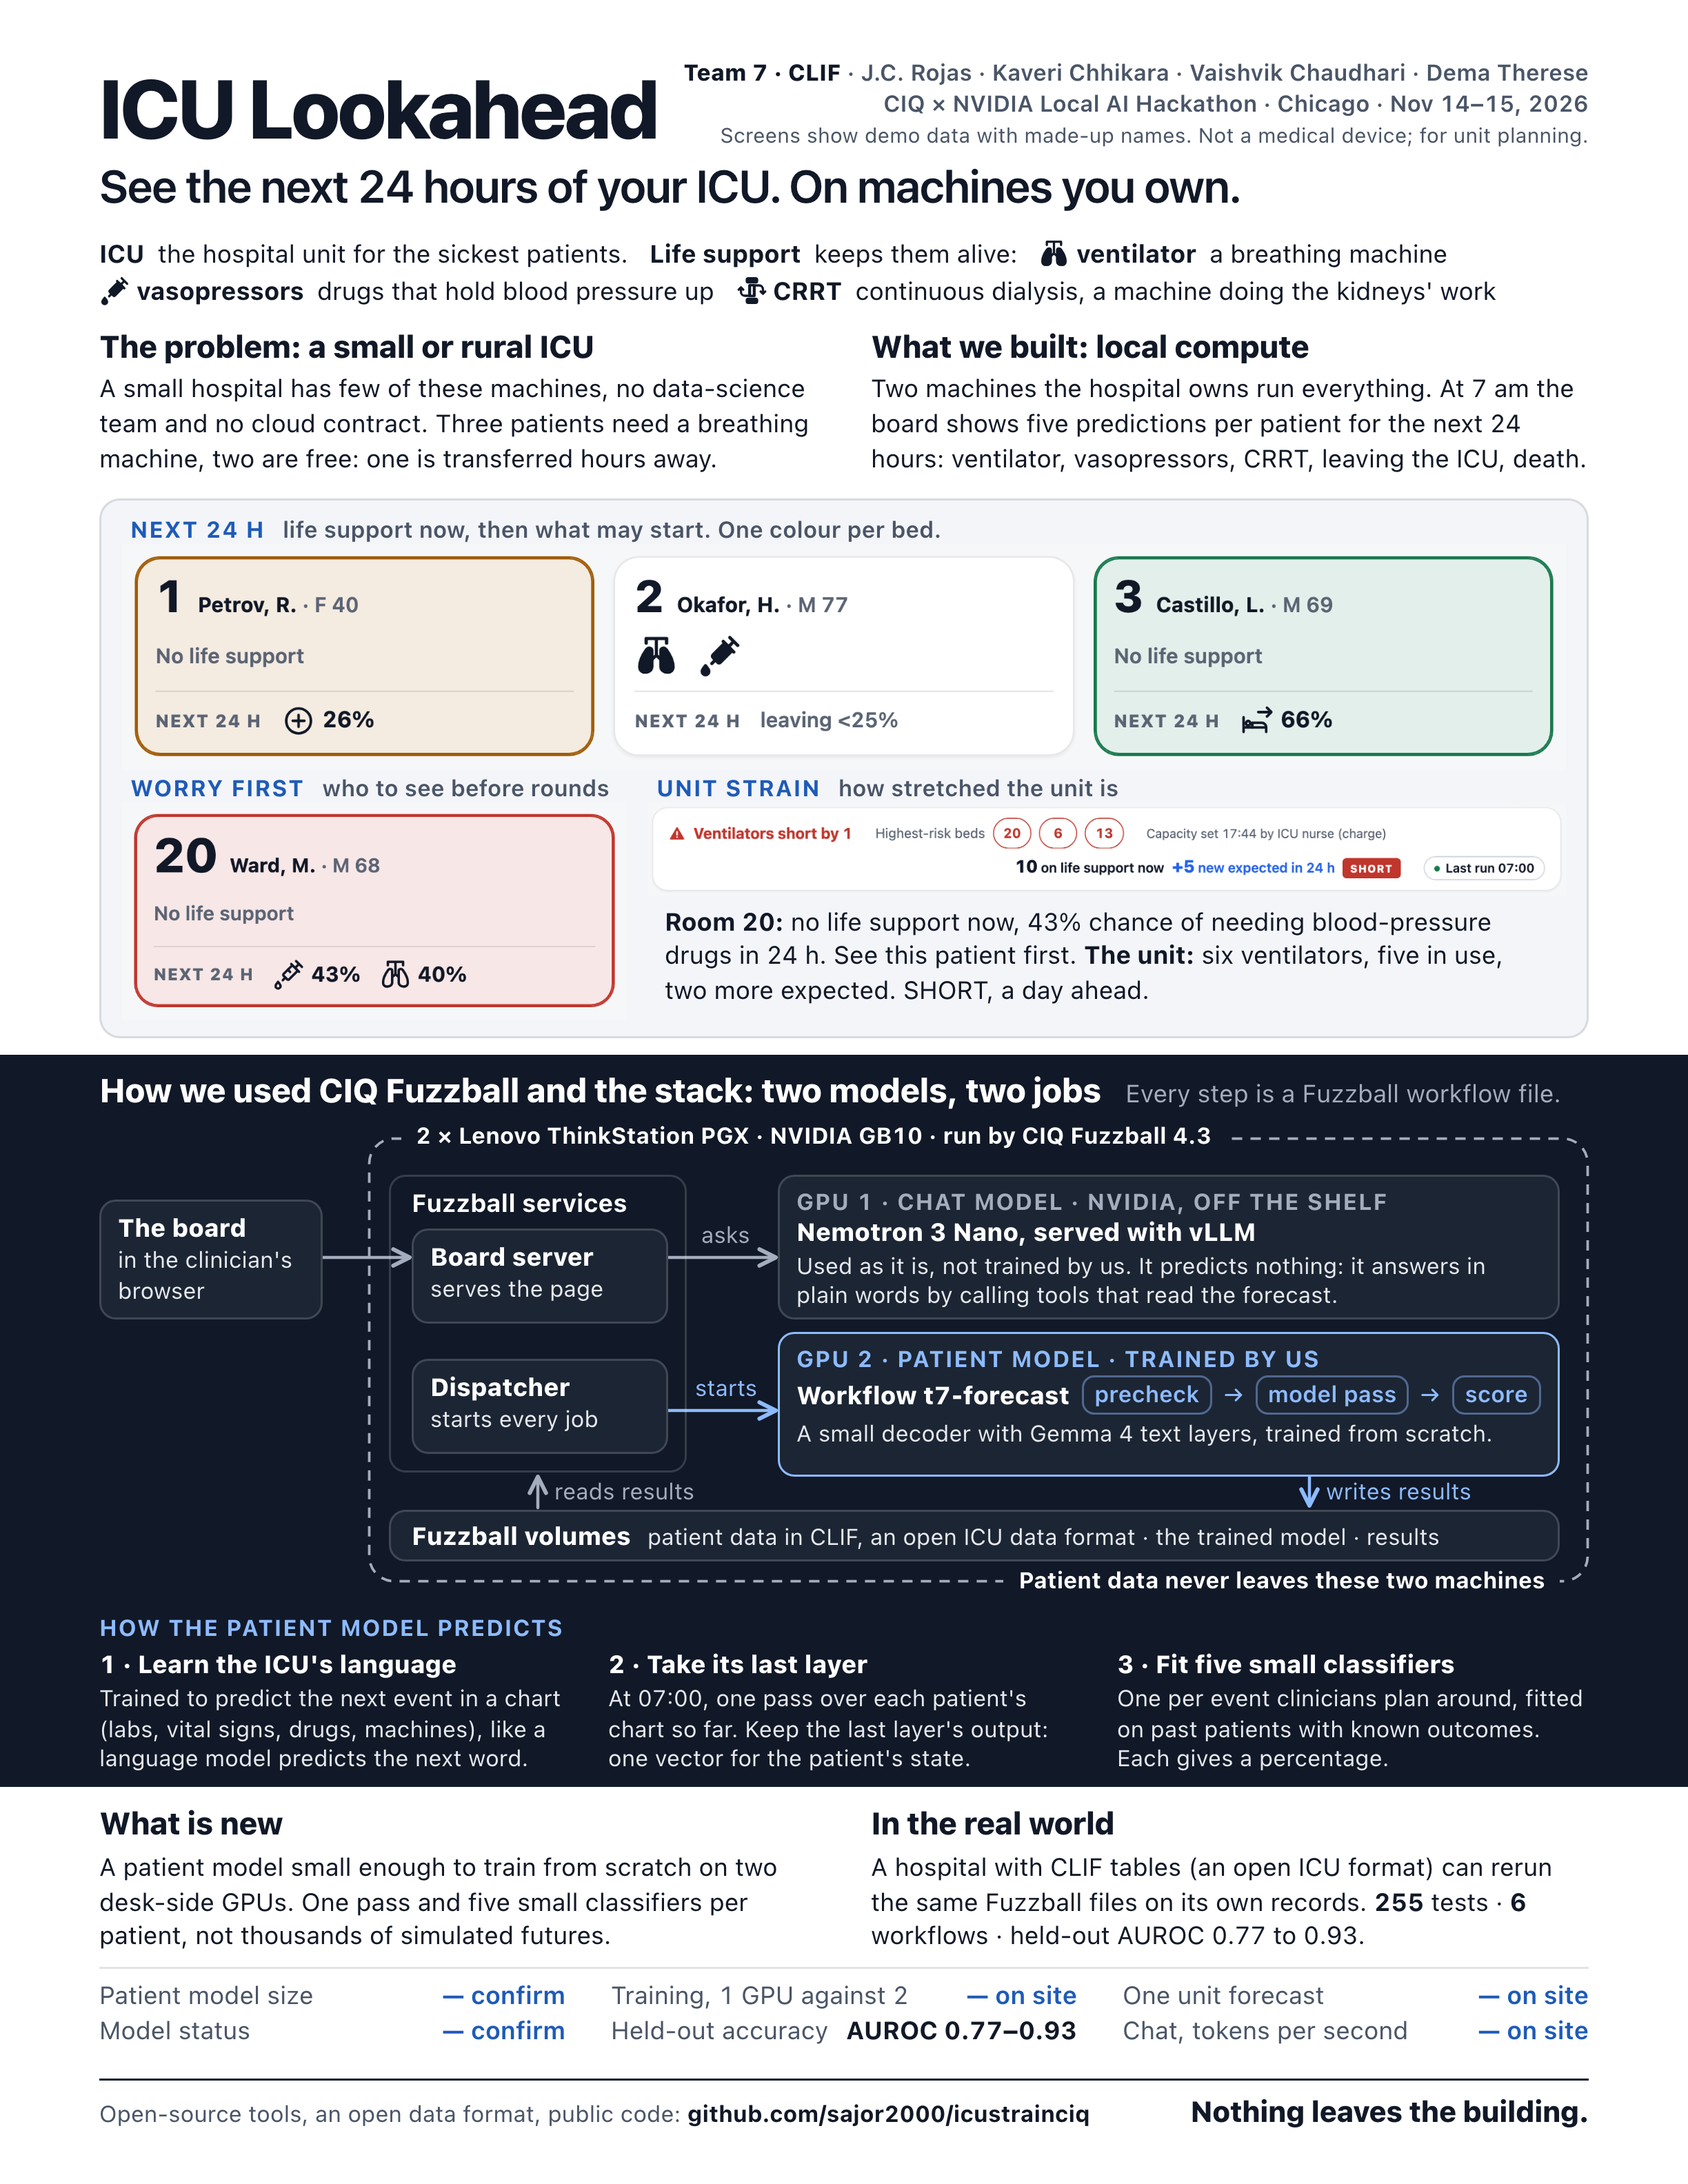 ICU Lookahead
Team 7 · CLIF · J.C. Rojas · Kaveri Chhikara · Vaishvik Chaudhari · Dema Therese
CIQ × NVIDIA Local AI Hackathon · Chicago · Nov 14–15, 2026
Screens show demo data with made-up names. Not a medical device; for unit planning.
See the next 24 hours of your ICU. On machines you own.
ICU the hospital unit for the sickest patients. Life support keeps them alive: ventilator a breathing machine
vasopressors drugs that hold blood pressure up CRRT continuous dialysis, a machine doing the kidneys' work
The problem: a small or rural ICU
A small hospital has few of these machines, no data-science
team and no cloud contract. Three patients need a breathing
machine, two are free: one is transferred hours away.
What we built: local compute
Two machines the hospital owns run everything. At 7 am the
board shows five predictions per patient for the next 24
hours: ventilator, vasopressors, CRRT, leaving the ICU, death.
NEXT 24 H life support now, then what may start. One colour per bed.
1 Petrov, R. · F 40
No life support
NEXT 24 H 26%
2 Okafor, H. · M 77
NEXT 24 H leaving <25%
3 Castillo, L. · M 69
No life support
NEXT 24 H 66%
WORRY FIRST who to see before rounds
20 Ward, M. · M 68
No life support
NEXT 24 H 43% 40%
UNIT STRAIN how stretched the unit is
Ventilators short by 1 Highest-risk beds 20 6 13 Capacity set 17:44 by ICU nurse (charge)
10 on life support now +5 new expected in 24 h SHORT Last run 07:00
Room 20: no life support now, 43% chance of needing blood-pressure
drugs in 24 h. See this patient first. The unit: six ventilators, five in use,
two more expected. SHORT, a day ahead.
How we used CIQ Fuzzball and the stack: two models, two jobs Every step is a Fuzzball workflow file.
2 × Lenovo ThinkStation PGX · NVIDIA GB10 · run by CIQ Fuzzball 4.3
The board
in the clinician's
browser
Fuzzball services
Board server
serves the page
asks
GPU 1 · CHAT MODEL · NVIDIA, OFF THE SHELF
Nemotron 3 Nano, served with vLLM
Used as it is, not trained by us. It predicts nothing: it answers in
plain words by calling tools that read the forecast.
Dispatcher
starts every job
starts
GPU 2 · PATIENT MODEL · TRAINED BY US
Workflow t7-forecast precheck → model pass → score
A small decoder with Gemma 4 text layers, trained from scratch.
reads results
writes results
Fuzzball volumes patient data in CLIF, an open ICU data format · the trained model · results
Patient data never leaves these two machines
HOW THE PATIENT MODEL PREDICTS
1 · Learn the ICU's language
Trained to predict the next event in a chart
(labs, vital signs, drugs, machines), like a
language model predicts the next word.
2 · Take its last layer
At 07:00, one pass over each patient's
chart so far. Keep the last layer's output:
one vector for the patient's state.
3 · Fit five small classifiers
One per event clinicians plan around, fitted
on past patients with known outcomes.
Each gives a percentage.
What is new
A patient model small enough to train from scratch on two
desk-side GPUs. One pass and five small classifiers per
patient, not thousands of simulated futures.
In the real world
A hospital with CLIF tables (an open ICU format) can rerun
the same Fuzzball files on its own records. 255 tests · 6
workflows · held-out AUROC 0.77 to 0.93.
Patient model size — confirm
Training, 1 GPU against 2 — on site
One unit forecast — on site
Model status — confirm
Held-out accuracy AUROC 0.77–0.93
Chat, tokens per second — on site
Open-source tools, an open data format, public code: github.com/sajor2000/icustrainciq
Nothing leaves the building.